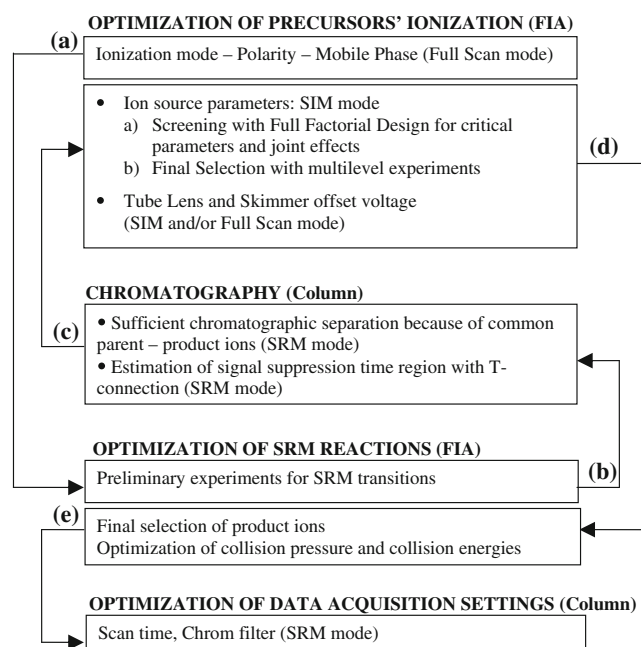 OPTIMIZATION OF PRECURSORS' IONIZATION (FIA)
(a)
Ionization mode – Polarity – Mobile Phase (Full Scan mode)
• Ion source parameters: SIM mode
a) Screening with Full Factorial Design for critical
parameters and joint effects
b) Final Selection with multilevel experiments
(d)
• Tube Lens and Skimmer offset voltage
(SIM and/or Full Scan mode)
CHROMATOGRAPHY (Column)
(c)
• Sufficient chromatographic separation because of common
parent – product ions (SRM mode)
• Estimation of signal suppression time region with T-
connection (SRM mode)
OPTIMIZATION OF SRM REACTIONS (FIA)
Preliminary experiments for SRM transitions
(b)
(e)
Final selection of product ions
Optimization of collision pressure and collision energies
OPTIMIZATION OF DATA ACQUISITION SETTINGS (Column)
Scan time, Chrom filter (SRM mode)